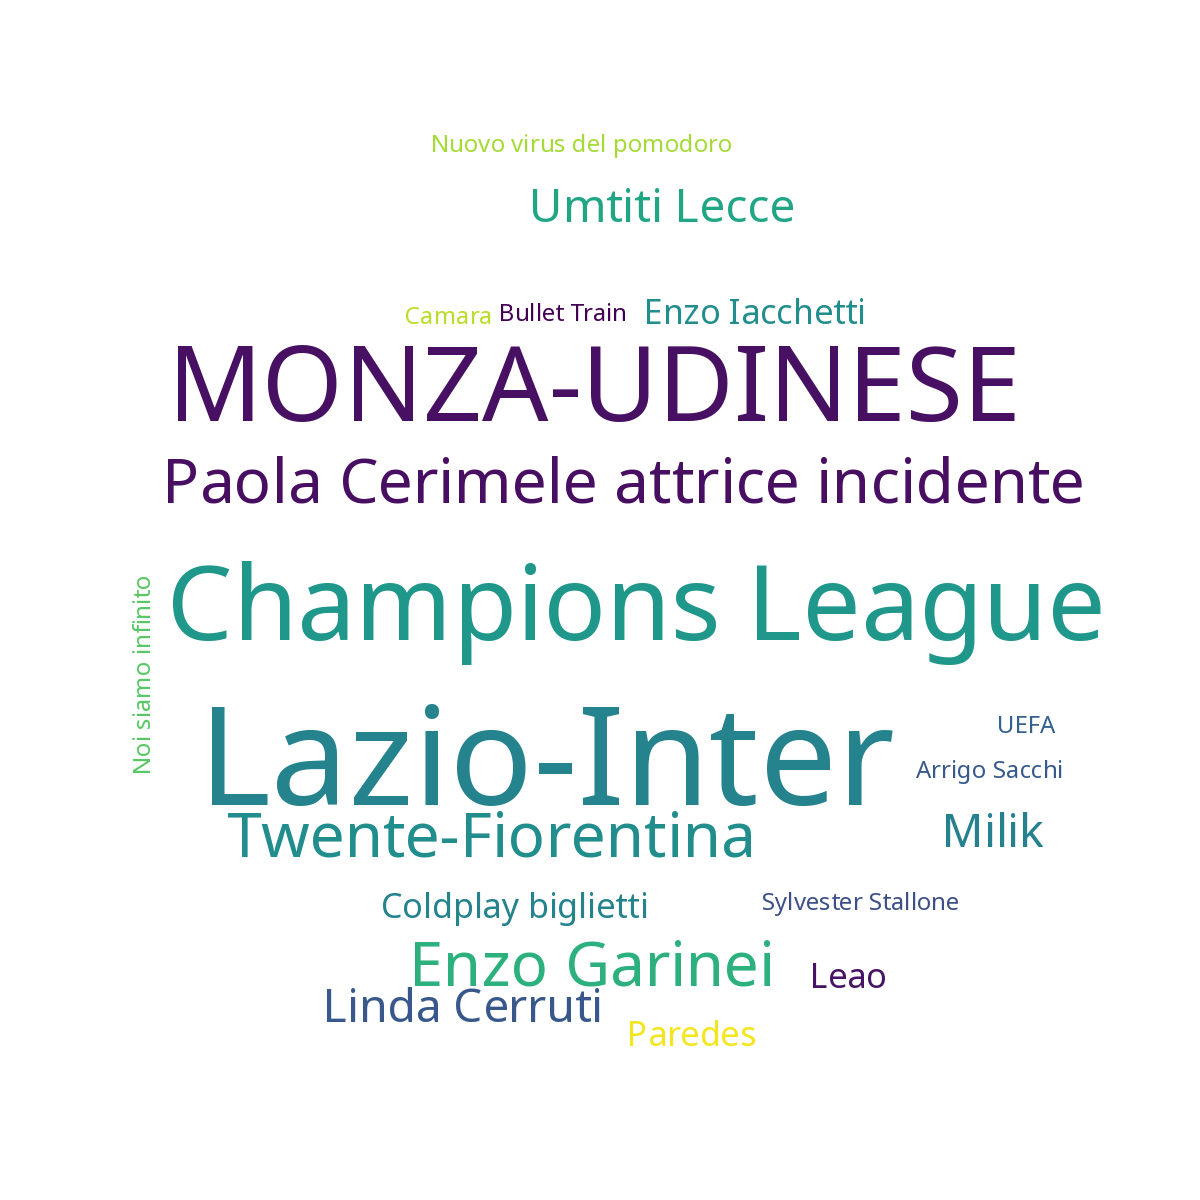 Nuovo virus del pomodoro
Umtiti Lecce
Camara
Bullet Train
Enzo Iacchetti
MONZA-UDINESE
Paola Cerimele attrice incidente
Champions League
Noi siamo infinito
Lazio-Inter
UEFA
Arrigo Sacchi
Twente-Fiorentina
Milik
Coldplay biglietti
Sylvester Stallone
Enzo Garinei
Leao
Linda Cerruti
Paredes